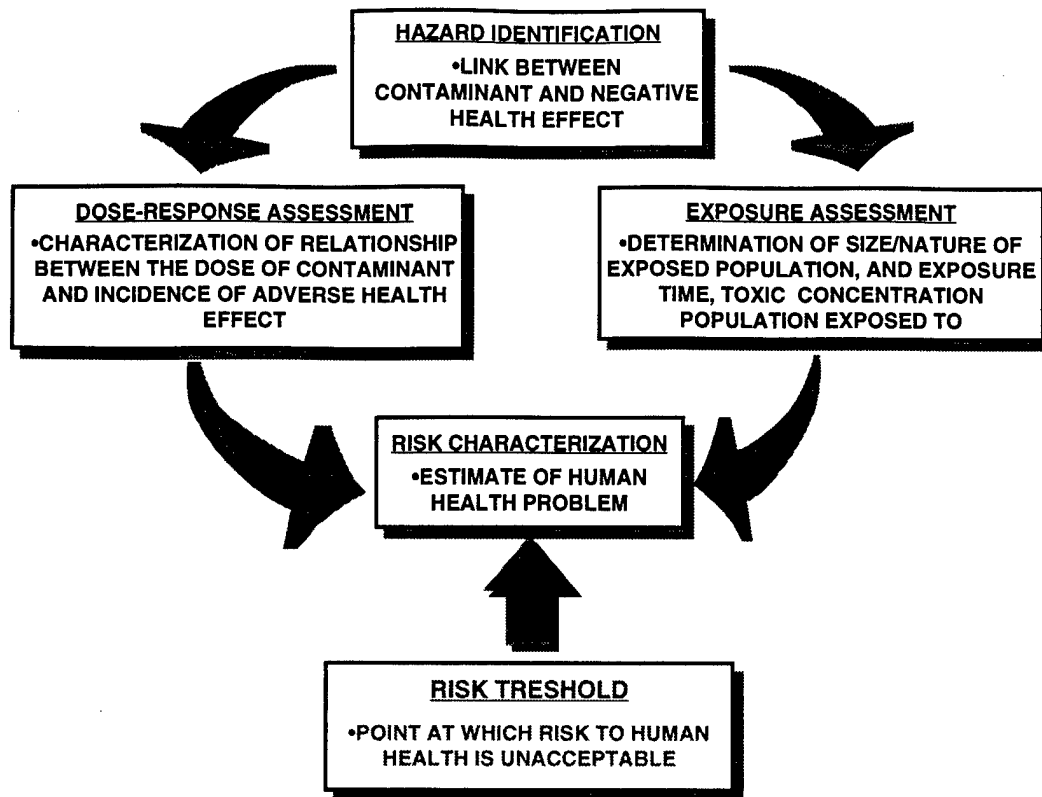 HAZARD IDENTIFICATION
•LINK BETWEEN
CONTAMINANT AND NEGATIVE
HEALTH EFFECT
DOSE-RESPONSE ASSESSMENT
•CHARACTERIZATION OF RELATIONSHIP
BETWEEN THE DOSE OF CONTAMINANT
AND INCIDENCE OF ADVERSE HEALTH
EFFECT
EXPOSURE ASSESSMENT
•DETERMINATION OF SIZE/NATURE OF
EXPOSED POPULATION, AND EXPOSURE
TIME, TOXIC CONCENTRATION
POPULATION EXPOSED TO
RISK CHARACTERIZATION
•ESTIMATE OF HUMAN
HEALTH PROBLEM
RISK TRESHOLD
•POINT AT WHICH RISK TO HUMAN
HEALTH IS UNACCEPTABLE